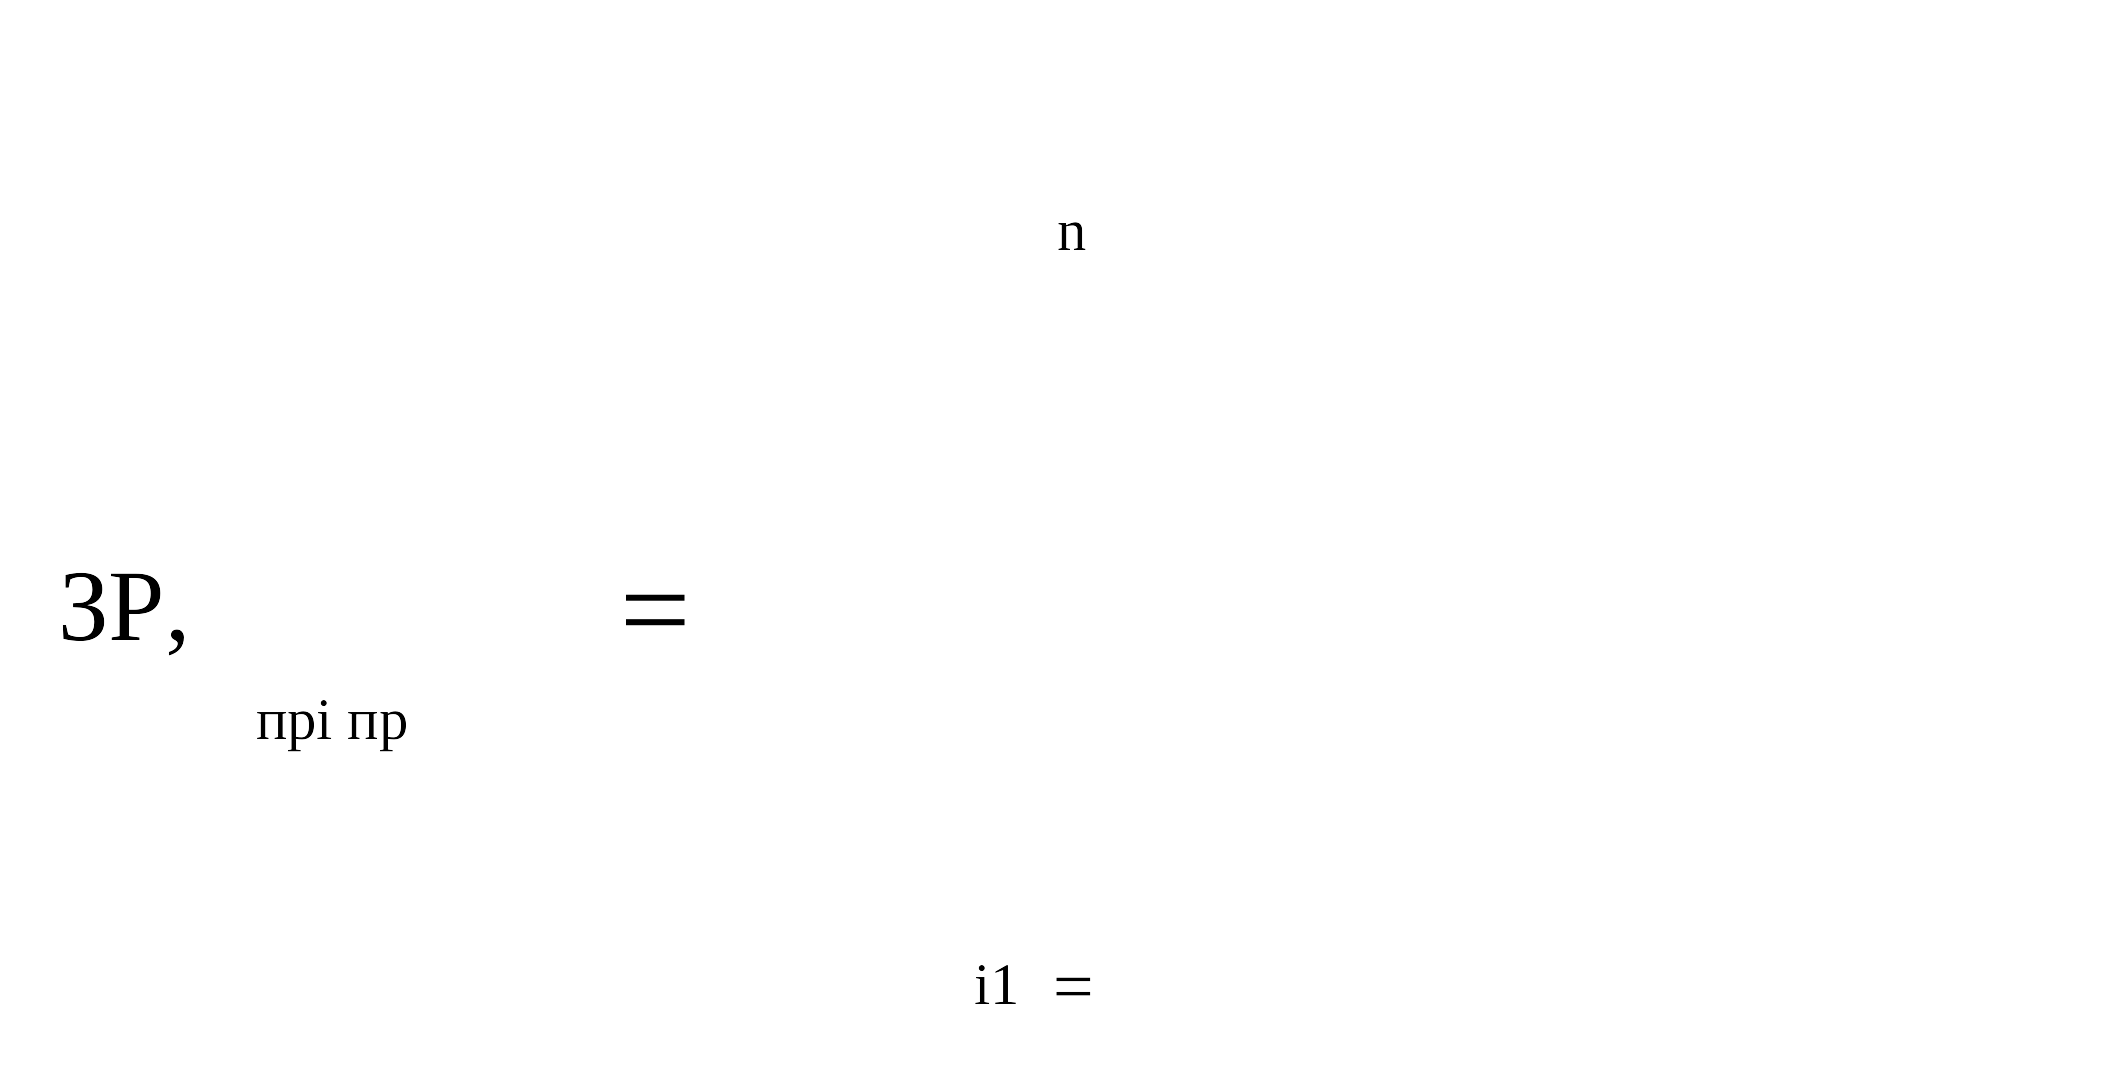 n
ЗР, =
прі пр
i1 =